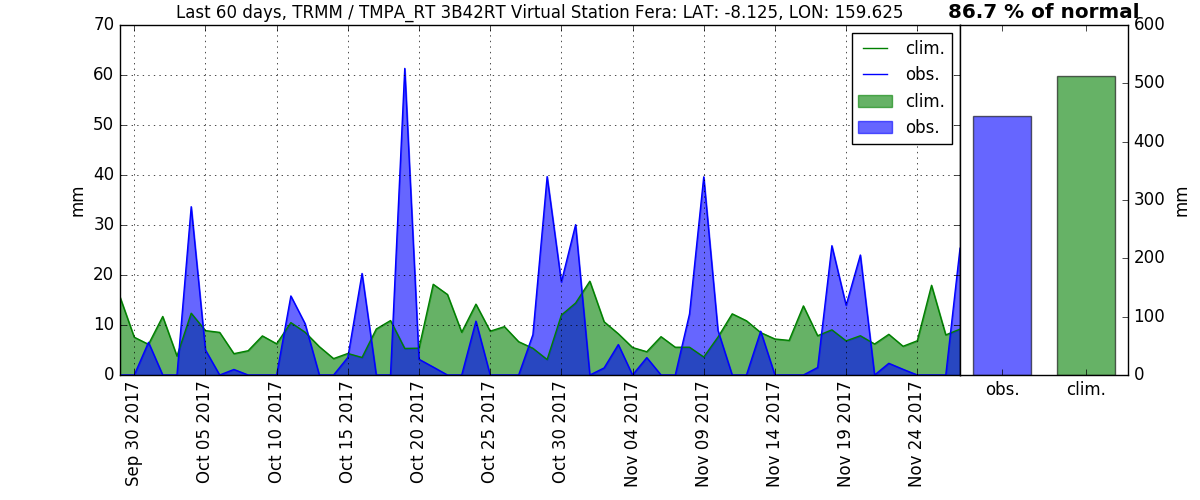 Last 60 days, TRMM / TMPA_RT 3B42RT Virtual Station Fera: LAT: -8.125, LON: 159.625
86.7 % of normal
70
60
50
40
30
20
10
0
mm
clim.
obs.
clim.
obs.
600
500
400
300
200
100
0
mm
obs.
clim.
Sep 30 2017
Oct 05 2017
Oct 10 2017
Oct 15 2017
Oct 20 2017
Oct 25 2017
Oct 30 2017
Nov 04 2017
Nov 09 2017
Nov 14 2017
Nov 19 2017
Nov 24 2017